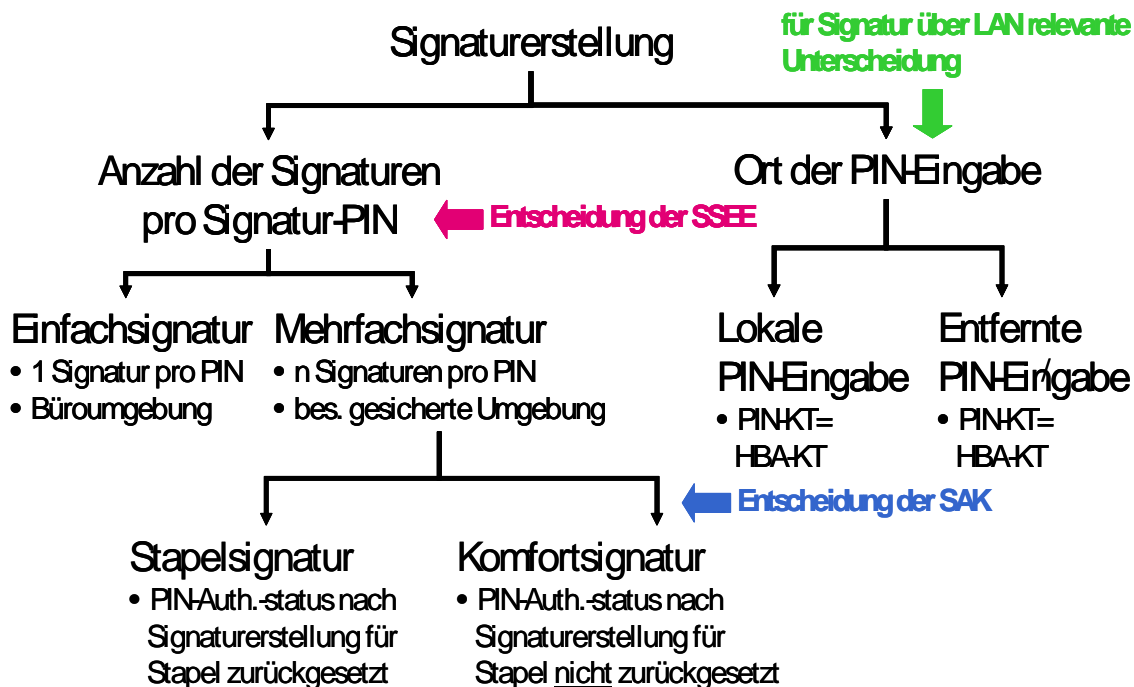 Signaturerstellung
für Signatur über LAN relevante
Unterscheidung
Anzahl der Signaturen
pro Signatur-PIN
Entscheidung der SSEE
Ort der PIN-Eingabe
Einfachsignatur
• 1 Signatur pro PIN
• Büroumgebung
Mehrfachsignatur
• n Signaturen pro PIN
• bes. gesicherte Umgebung
Lokale
PIN-Eingabe
• PIN-KT=
HBA-KT
Entfernte
PIN-Ein/gabe
• PIN-KT=
HBA-KT
Entscheidung der SAK
Stapelsignatur
• PIN-Auth.-status nach
Signaturerstellung für
Stapel zurückgesetzt
Komfortsignatur
• PIN-Auth.-status nach
Signaturerstellung für
Stapel nicht zurückgesetzt